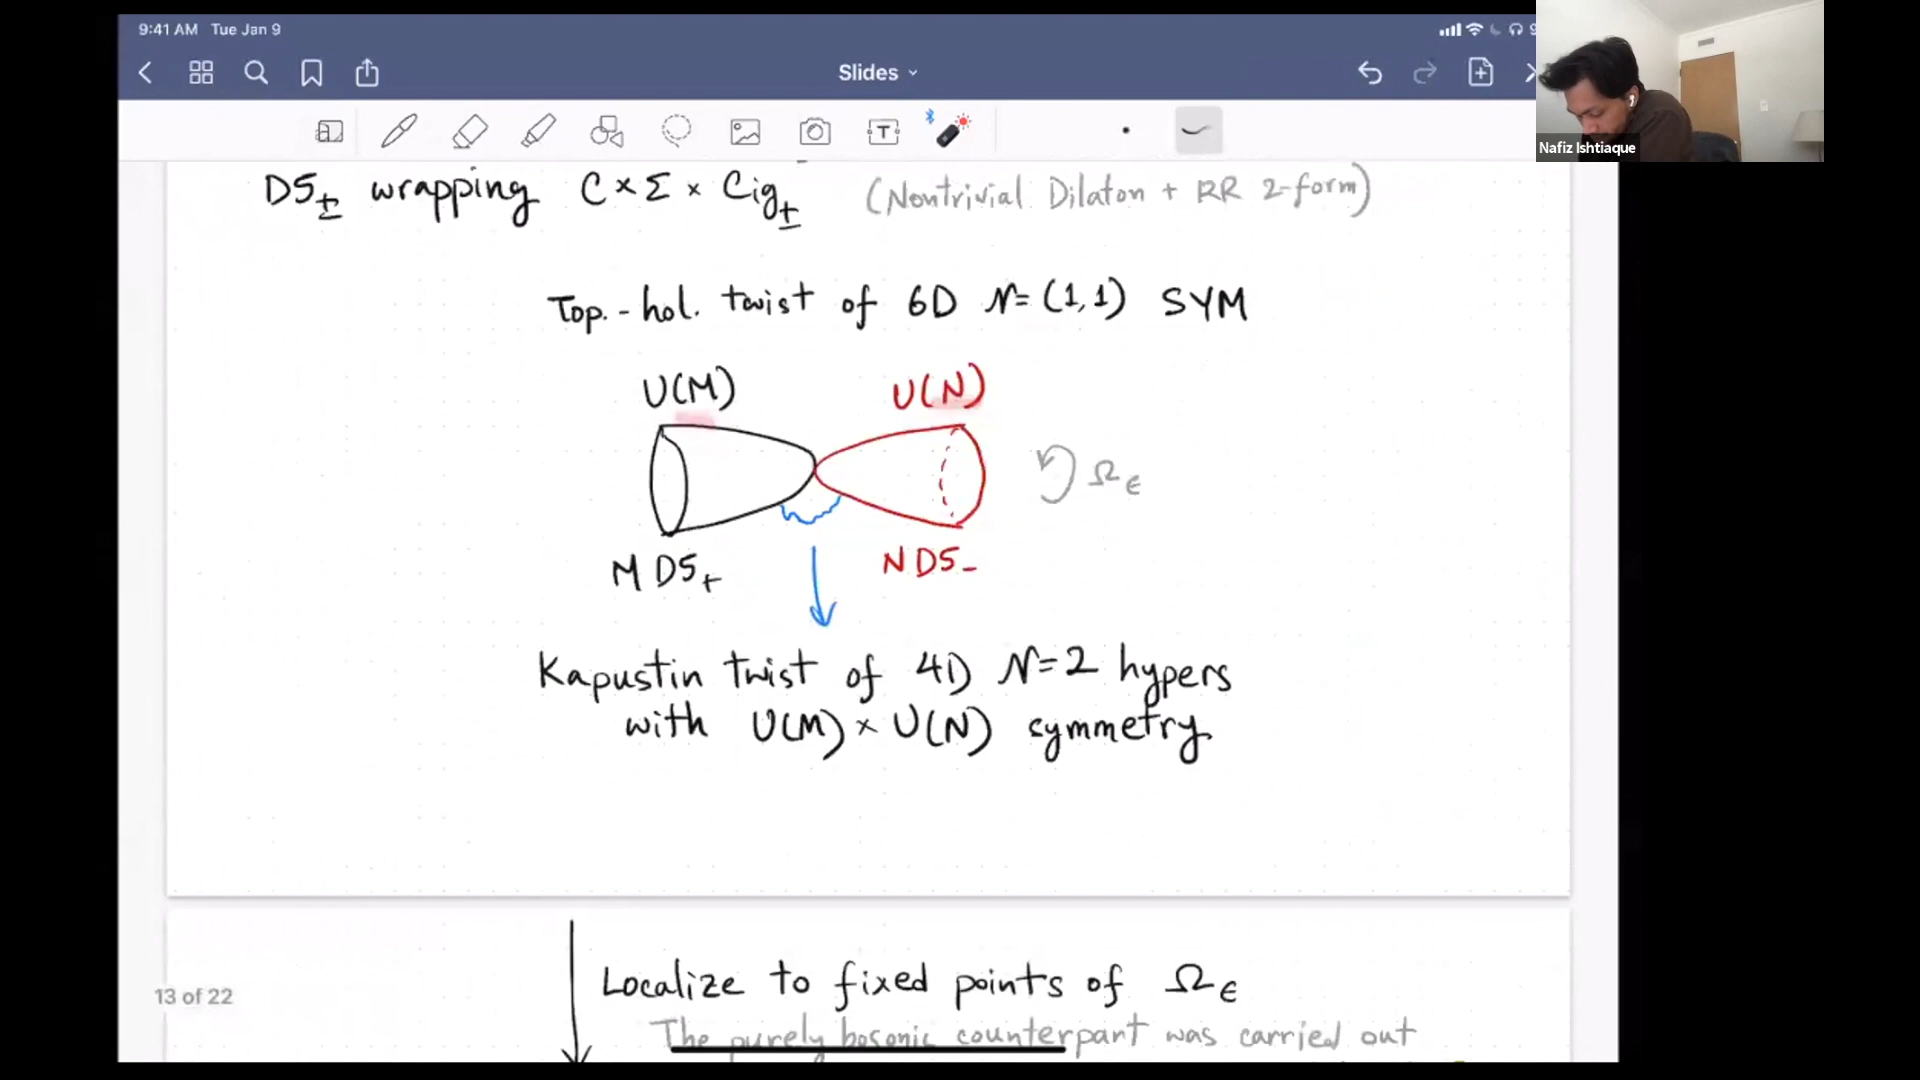 9:41 AM Tue Jan 9
Slides
T
Nafiz Ishtiaque
D5± wrapping C × Σ × Cig± (Nontrivial Dilaton + RR 2-form)
Top.-hol. twist of 6D N=(1,1) SYM
U(M) U(N)
Ωϵ
M D5+ N D5-
Kapustin twist of 4D N=2 hypers
with U(M) × U(N) symmetry
Localize to fixed points of Ωϵ
13 of 22
The purely bosonic counterpart was carried out